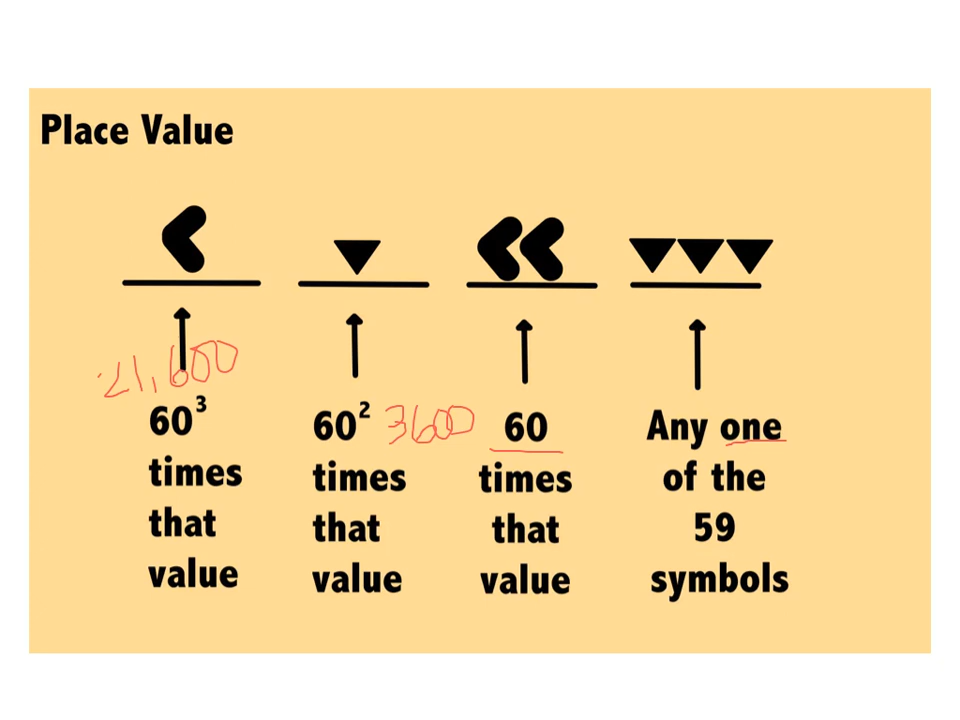 Place Value
21,600
60³ times that value
60² 3600 times that value
60 times that value
Any one of the 59 symbols